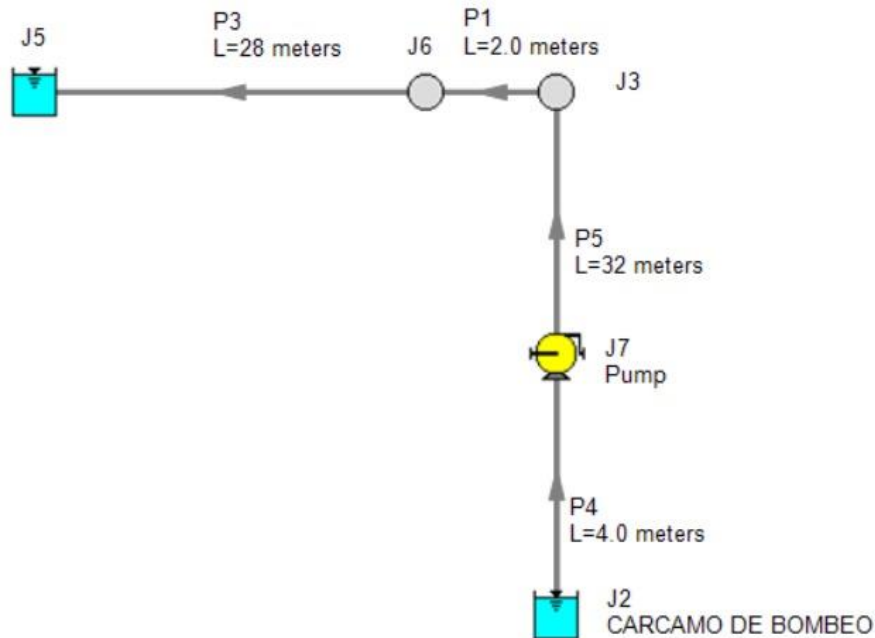 P3
L=28 meters
P1
L=2.0 meters
J5
J6
J3
P5
L=32 meters
J7
Pump
P4
L=4.0 meters
J2
CARCAMO DE BOMBEO